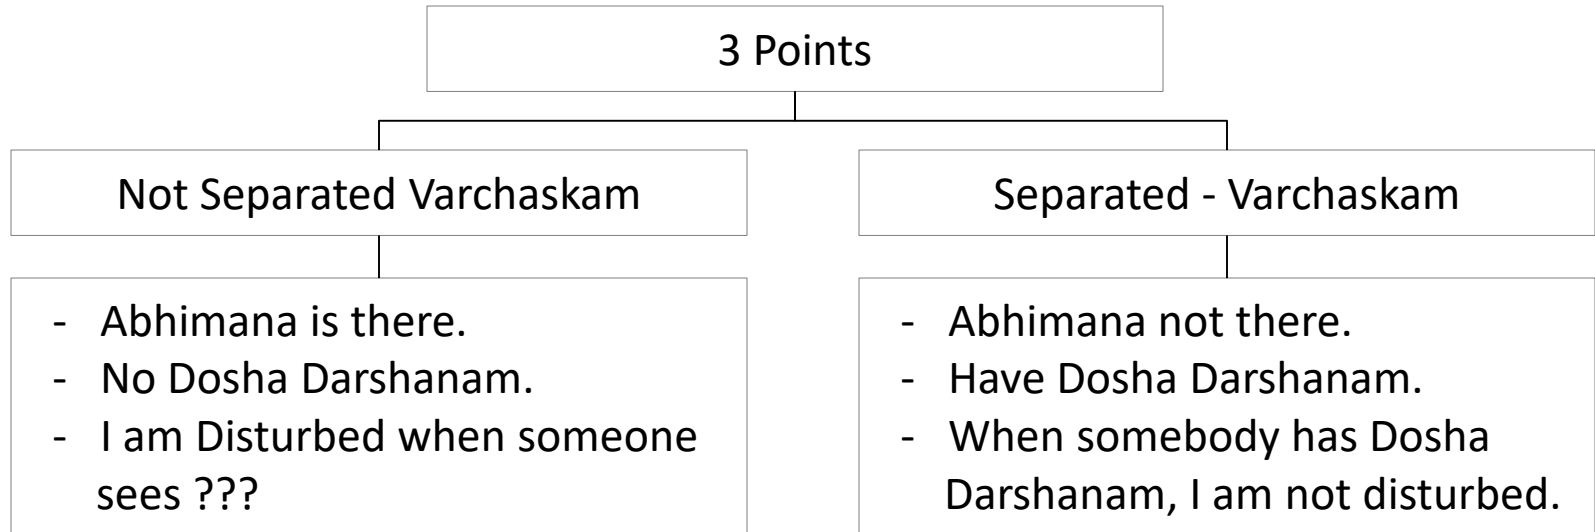 3 Points
Not Separated Varchaskam
- Abhimana is there.
- No Dosha Darshanam.
- I am Disturbed when someone
sees ???
Separated - Varchaskam
- Abhimana not there.
- Have Dosha Darshanam.
- When somebody has Dosha
Darshanam, I am not disturbed.